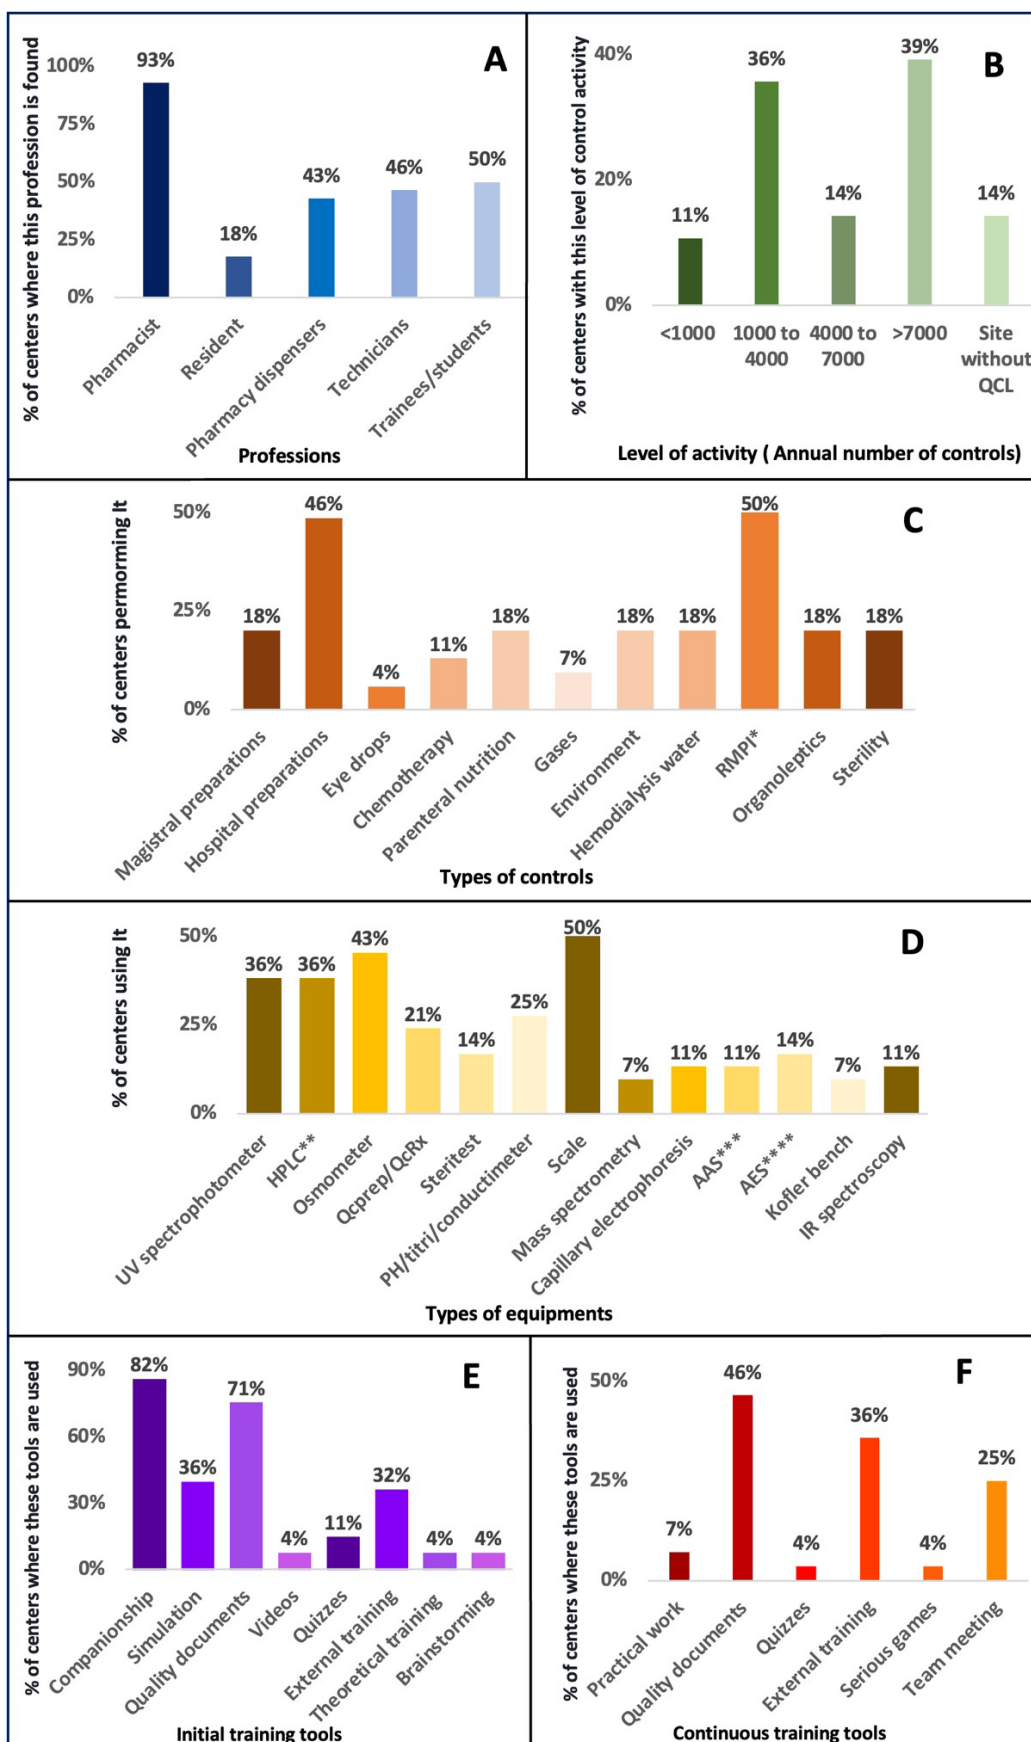 A
% of centers where this profession is found
100%
75%
50%
25%
0%
93%
18%
43%
46%
50%
Pharmacist
Resident
Pharmacy dispensers
Technicians
Trainees/students
Professions
B
% of centers with this level of control activity
40%
20%
0%
11%
36%
14%
39%
14%
<1000
1000 to
4000
4000 to
7000
>7000
Site
without
QCL
Level of activity ( Annual number of controls)
C
% of centers permorming It
50%
25%
0%
18%
46%
4%
11%
18%
7%
18%
18%
50%
18%
18%
Magistral preparations
Hospital preparations
Eye drops
Chemotherapy
Parenteral nutrition
Gases
Environment
Hemodialysis water
RMPI*
Organoleptics
Sterility
Types of controls
D
% of centers using It
50%
25%
0%
36%
36%
43%
21%
14%
25%
50%
7%
11%
11%
14%
7%
11%
UV spectrophotometer
HPLC**
Osmometer
Qcprep/QcRx
Steritest
PH/titri/conductimeter
Scale
Mass spectrometry
Capillary electrophoresis
AAS***
AES****
Kofler bench
IR spectroscopy
Types of equipments
E
% of centers where these tools are used
90%
60%
30%
0%
82%
36%
71%
4%
11%
32%
4%
4%
Companionship
Simulation
Quality documents
Videos
Quizzes
External training
Theoretical training
Brainstorming
Initial training tools
F
% of centers where these tools are used
50%
25%
0%
7%
46%
4%
36%
4%
25%
Practical work
Quality documents
Quizzes
External training
Serious games
Team meeting
Continuous training tools